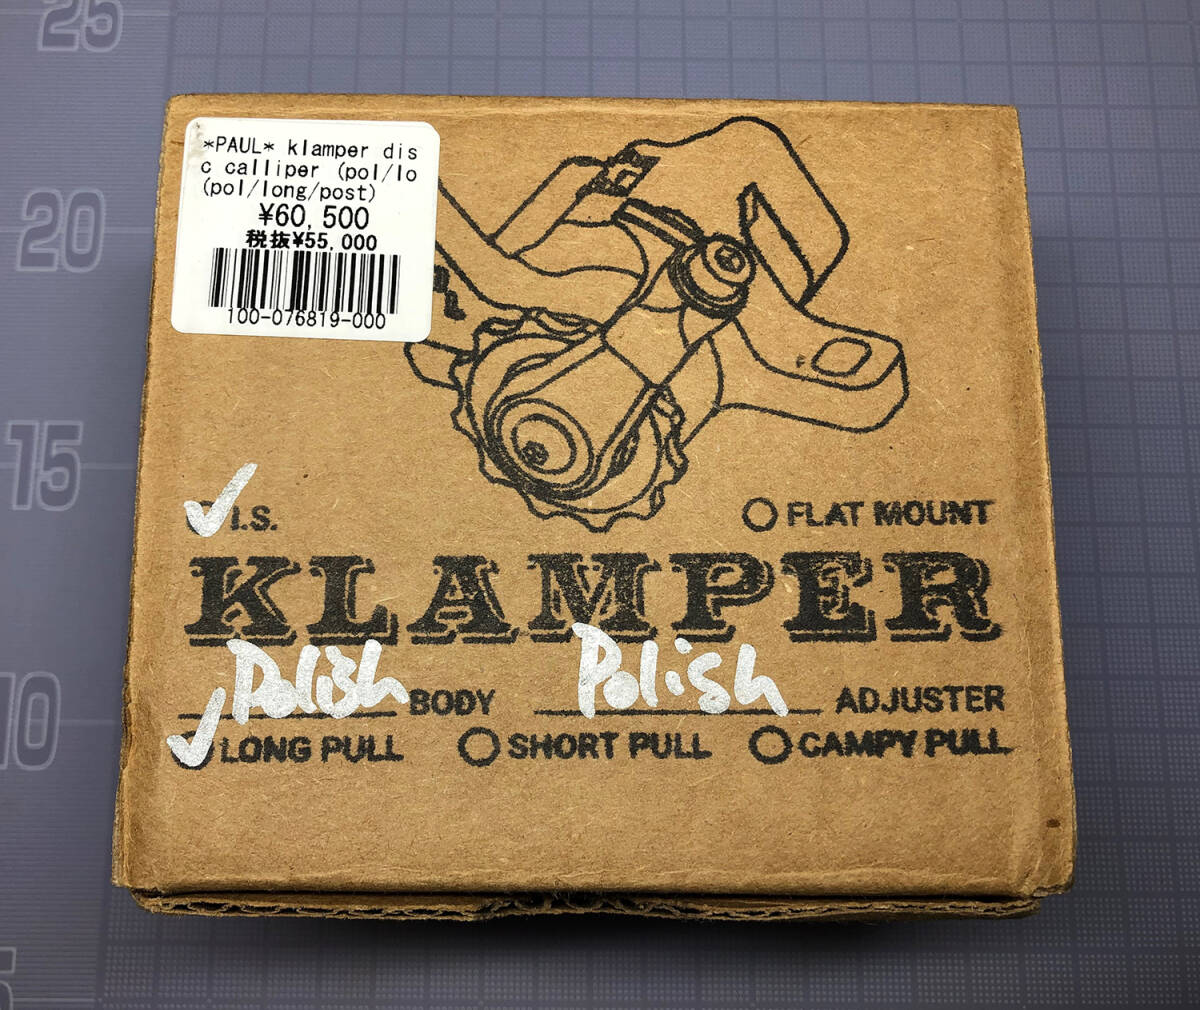 *PAUL* klamper dis
c calliper (pol/lo
(pol/long/post)
¥60,500
税抜¥55,000
100-076819-000
I.S.
FLAT MOUNT
KLAMPER
Polish BODY Polish ADJUSTER
LONG PULL SHORT PULL CAMPY PULL
25
20
15
10
5